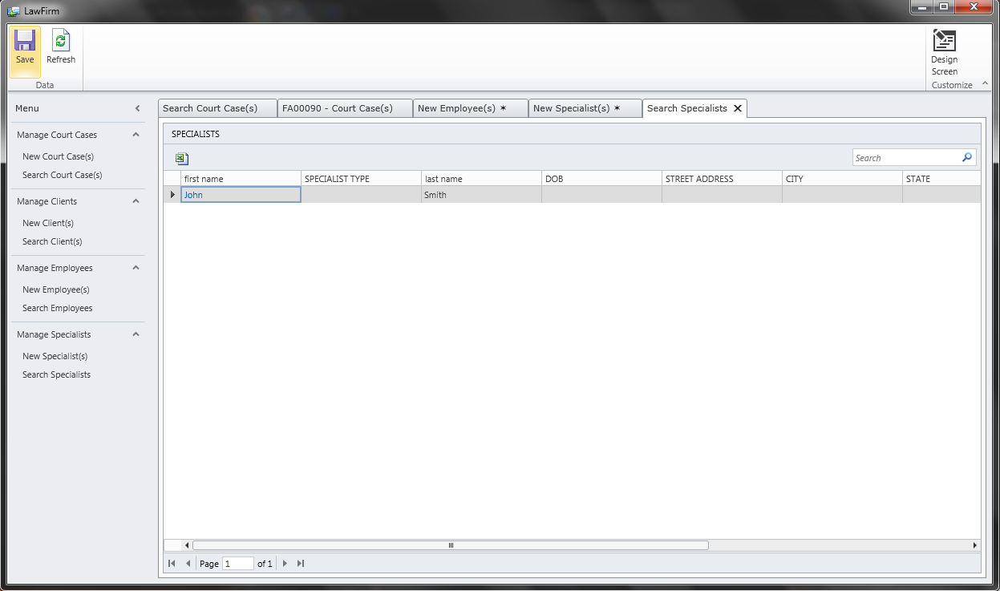 LawFirm
Save
Refresh
Data
Design
Screen
Customize
Menu
Manage Court Cases
New Court Case(s)
Search Court Case(s)
Manage Clients
New Client(s)
Search Client(s)
Manage Employees
New Employee(s)
Search Employees
Manage Specialists
New Specialist(s)
Search Specialists
Search Court Case(s) FA00090 - Court Case(s) New Employee(s) * New Specialist(s) * Search Specialists
SPECIALISTS
Search
first name SPECIALIST TYPE last name DOB STREET ADDRESS CITY STATE
John Smith
Page 1 of 1